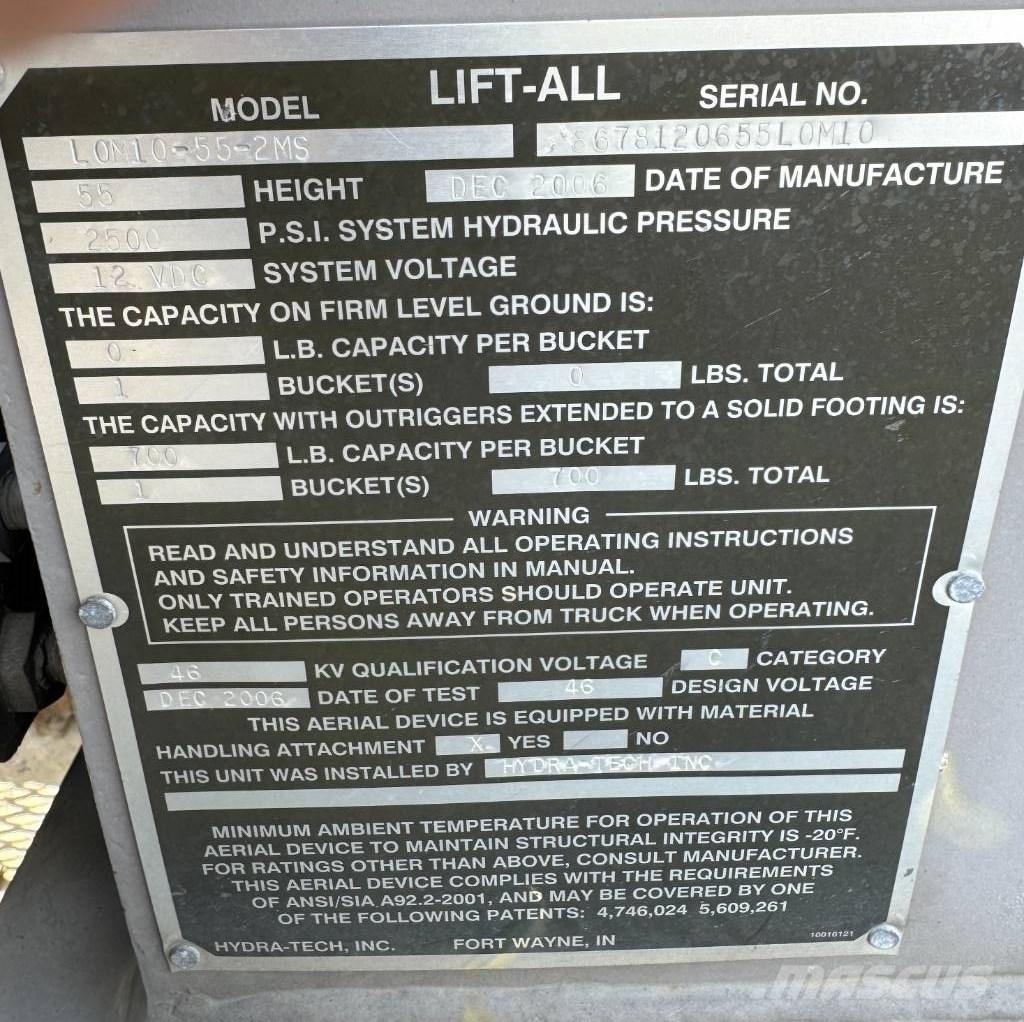 LIFT-ALL
MODEL SERIAL NO.
LOM10-55-2MS 8678120655LOM10
55 HEIGHT DEC 2006 DATE OF MANUFACTURE
2500 P.S.I. SYSTEM HYDRAULIC PRESSURE
12 VDC SYSTEM VOLTAGE
THE CAPACITY ON FIRM LEVEL GROUND IS:
0 L.B. CAPACITY PER BUCKET
1 BUCKET(S) 0 LBS. TOTAL
THE CAPACITY WITH OUTRIGGERS EXTENDED TO A SOLID FOOTING IS:
700 L.B. CAPACITY PER BUCKET
1 BUCKET(S) 700 LBS. TOTAL
WARNING
READ AND UNDERSTAND ALL OPERATING INSTRUCTIONS
AND SAFETY INFORMATION IN MANUAL.
ONLY TRAINED OPERATORS SHOULD OPERATE UNIT.
KEEP ALL PERSONS AWAY FROM TRUCK WHEN OPERATING.
46 KV QUALIFICATION VOLTAGE C CATEGORY
DEC 2006 DATE OF TEST 46 DESIGN VOLTAGE
THIS AERIAL DEVICE IS EQUIPPED WITH MATERIAL
HANDLING ATTACHMENT X YES NO
THIS UNIT WAS INSTALLED BY HYDRA-TECH INC
MINIMUM AMBIENT TEMPERATURE FOR OPERATION OF THIS
AERIAL DEVICE TO MAINTAIN STRUCTURAL INTEGRITY IS -20°F.
FOR RATINGS OTHER THAN ABOVE, CONSULT MANUFACTURER.
THIS AERIAL DEVICE COMPLIES WITH THE REQUIREMENTS
OF ANSI/SIA A92.2-2001, AND MAY BE COVERED BY ONE
OF THE FOLLOWING PATENTS: 4,746,024 5,609,261
HYDRA-TECH, INC. FORT WAYNE, IN 10016121
MASCUS